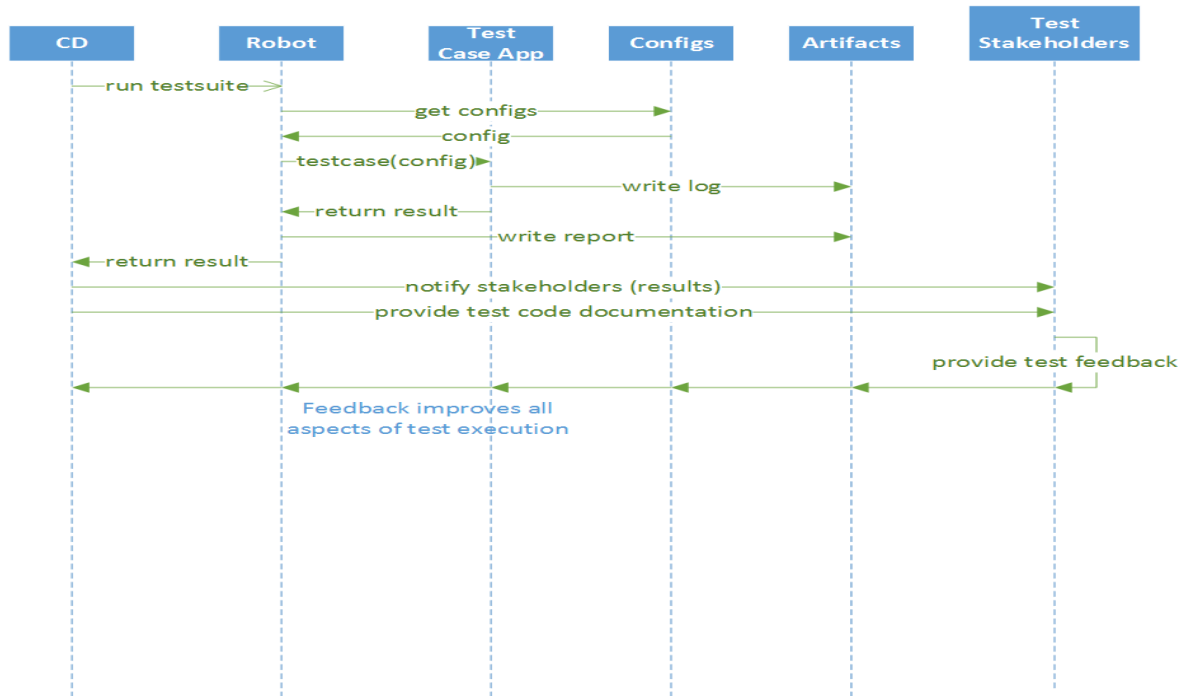 CD
Robot
Test
Case App
Configs
Artifacts
Test
Stakeholders
run testsuite
get configs
config
testcase(config)
write log
return result
write report
return result
notify stakeholders (results)
provide test code documentation
provide test feedback
Feedback improves all
aspects of test execution